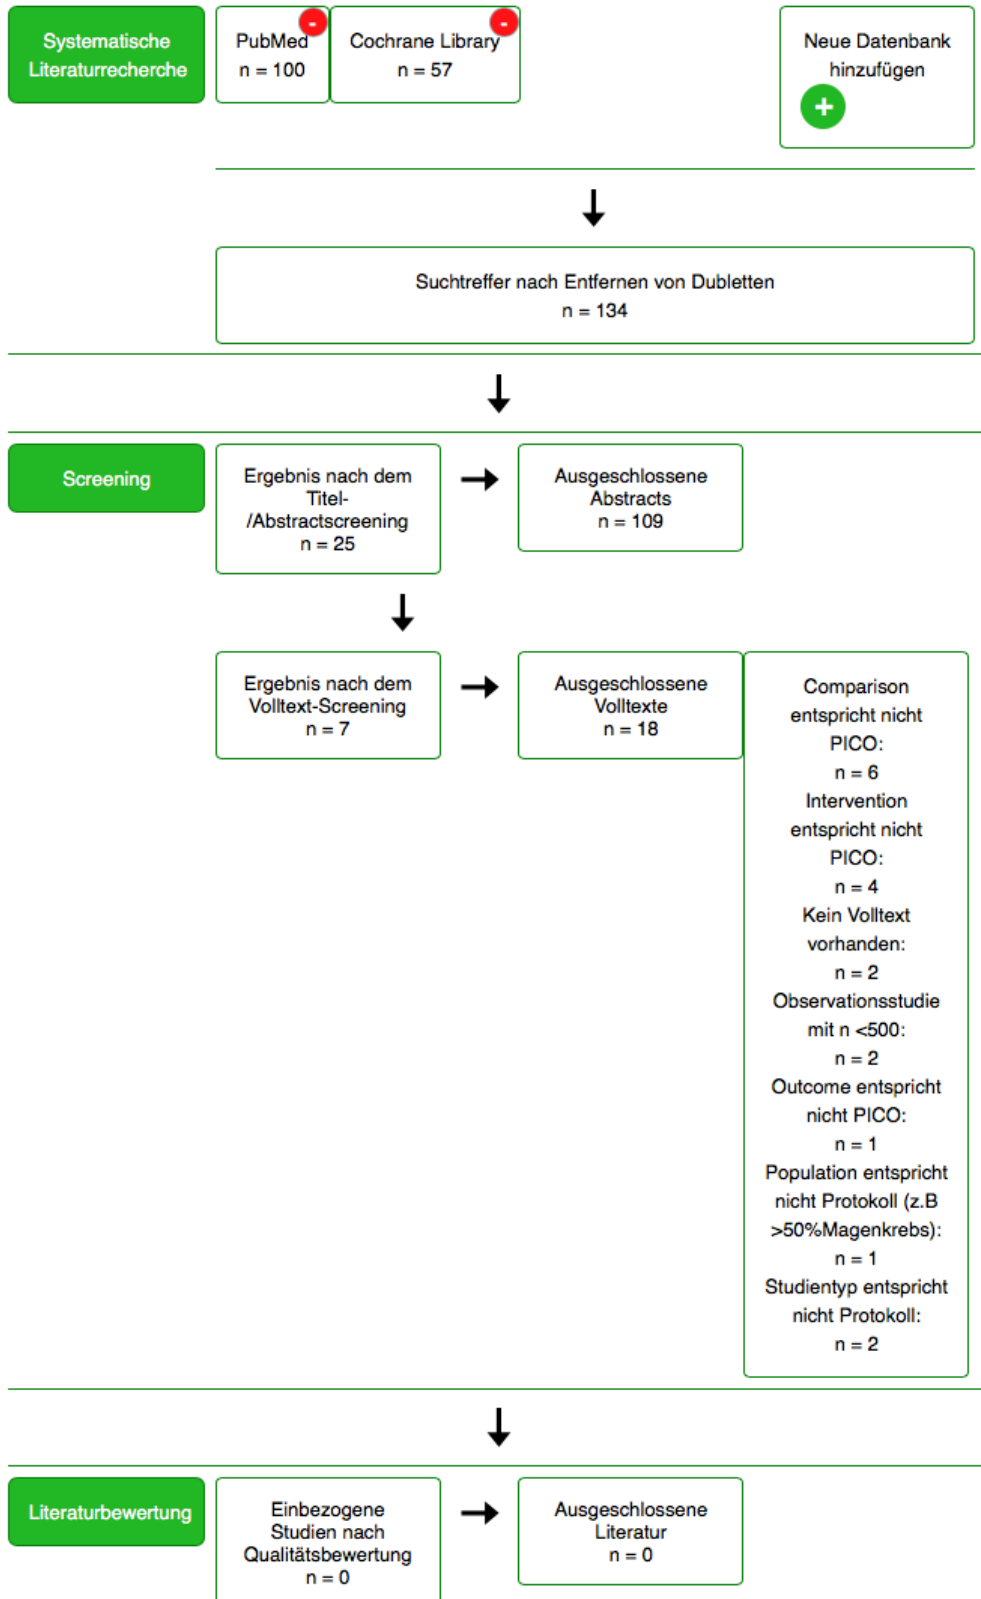 Systematische
Literaturrecherche
PubMed
n = 100
-
Cochrane Library
n = 57
-
Neue Datenbank
hinzufügen
+
Suchtreffer nach Entfernen von Dubletten
n = 134
Screening
Ergebnis nach dem
Titel-
/Abstractscreening
n = 25
Ausgeschlossene
Abstracts
n = 109
Ergebnis nach dem
Volltext-Screening
n = 7
Ausgeschlossene
Volltexte
n = 18
Comparison
entspricht nicht
PICO:
n = 6
Intervention
entspricht nicht
PICO:
n = 4
Kein Volltext
vorhanden:
n = 2
Observationsstudie
mit n <500:
n = 2
Outcome entspricht
nicht PICO:
n = 1
Population entspricht
nicht Protokoll (z.B
>50%Magenkrebs):
n = 1
Studientyp entspricht
nicht Protokoll:
n = 2
Literaturbewertung
Einbezogene
Studien nach
Qualitätsbewertung
n = 0
Ausgeschlossene
Literatur
n = 0